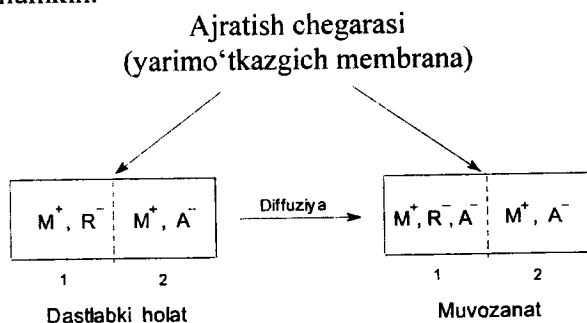 Ajratish chegarasi
(yarimo‘tkazgich membrana)
M⁺, R⁻ M⁺, A⁻ Diffuziya M⁺, R⁻, A⁻ M⁺, A⁻
1 2 1 2
Dastlabki holat Muvozanat